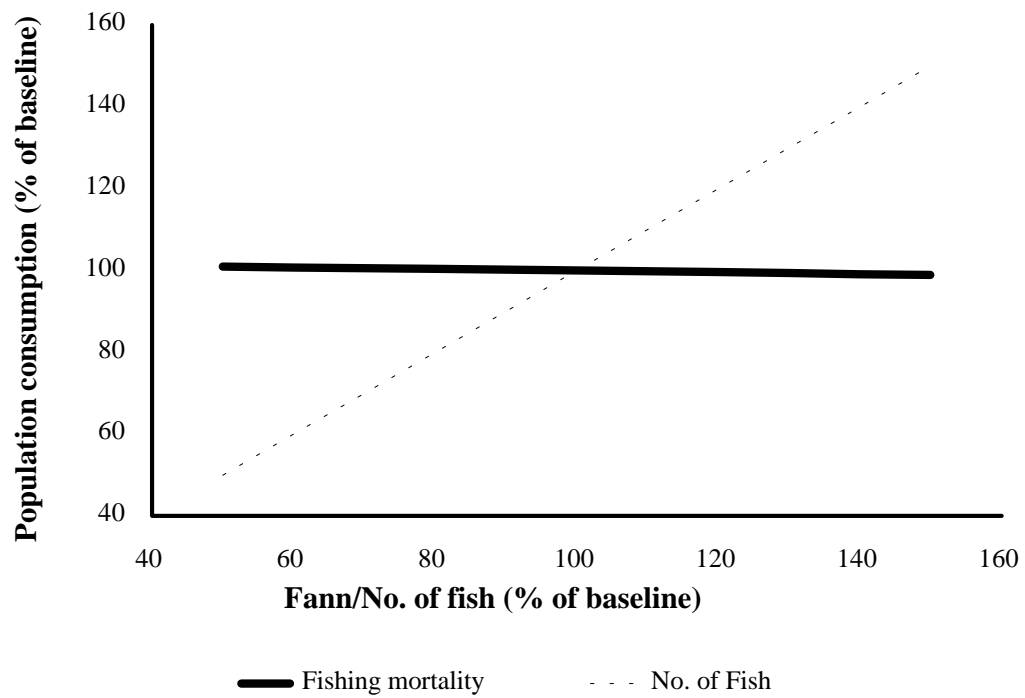 Population consumption (% of baseline)
160
140
120
100
80
60
40
40 60 80 100 120 140 160
Fann/No. of fish (% of baseline)
Fishing mortality No. of Fish